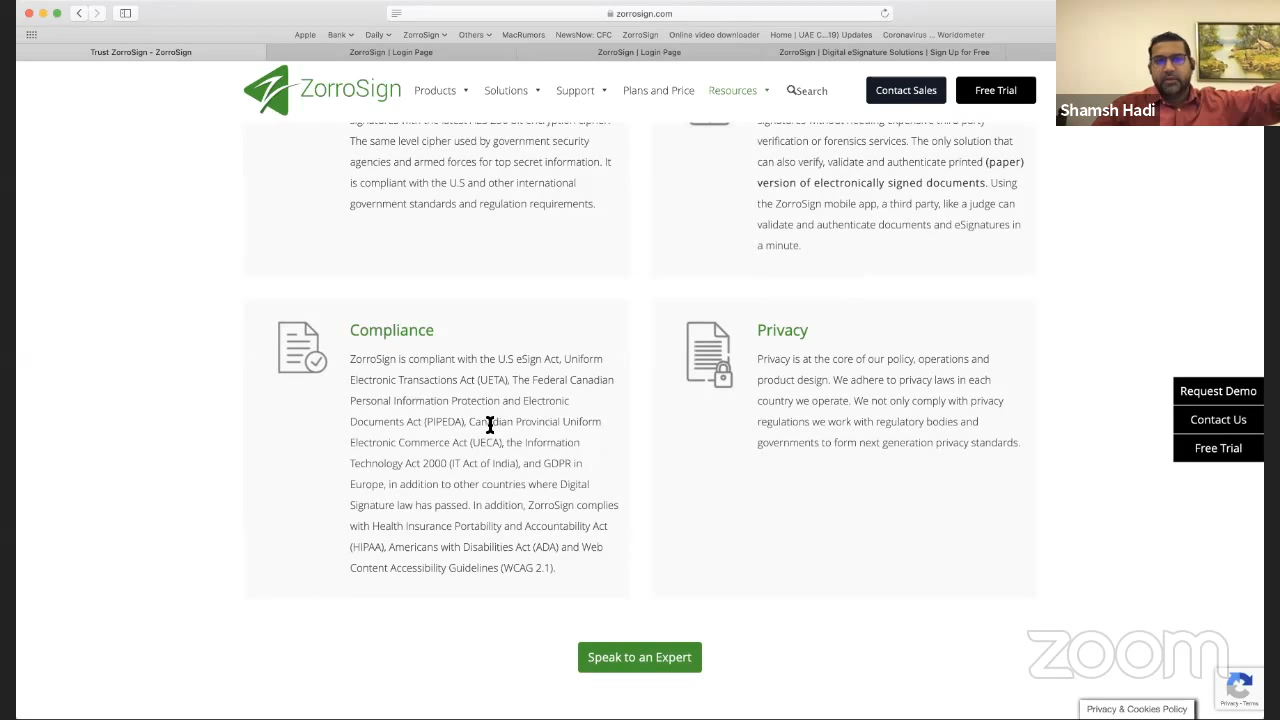 zorrosign.com
Apple Bank Daily ZorroSign Others MacRumors NewsNow: CFC ZorroSign Online video downloader Home | UAE C...19) Updates Coronavirus ... Worldometer
Trust ZorroSign - ZorroSign
ZorroSign | Login Page
ZorroSign | Login Page
ZorroSign | Digital eSignature Solutions | Sign Up for Free
ZorroSign
Products
Solutions
Support
Plans and Price
Resources
Search
Contact Sales
Free Trial
Shamsh Hadi
The same level cipher used by government security
agencies and armed forces for top secret information. It
is compliant with the U.S and other international
government standards and regulation requirements.
signatures without needing expensive third party
verification or forensics services. The only solution that
can also verify, validate and authenticate printed (paper)
version of electronically signed documents. Using
the ZorroSign mobile app, a third party, like a judge can
validate and authenticate documents and eSignatures in
a minute.
Compliance
ZorroSign is compliant with the U.S eSign Act, Uniform
Electronic Transactions Act (UETA), The Federal Canadian
Personal Information Protection and Electronic
Documents Act (PIPEDA), Canadian Provincial Uniform
Electronic Commerce Act (UECA), the Information
Technology Act 2000 (IT Act of India), and GDPR in
Europe, in addition to other countries where Digital
Signature law has passed. In addition, ZorroSign complies
with Health Insurance Portability and Accountability Act
(HIPAA), Americans with Disabilities Act (ADA) and Web
Content Accessibility Guidelines (WCAG 2.1).
Privacy
Privacy is at the core of our policy, operations and
product design. We adhere to privacy laws in each
country we operate. We not only comply with privacy
regulations we work with regulatory bodies and
governments to form next generation privacy standards.
Request Demo
Contact Us
Free Trial
Speak to an Expert
zoom
Privacy - Terms
Privacy & Cookies Policy